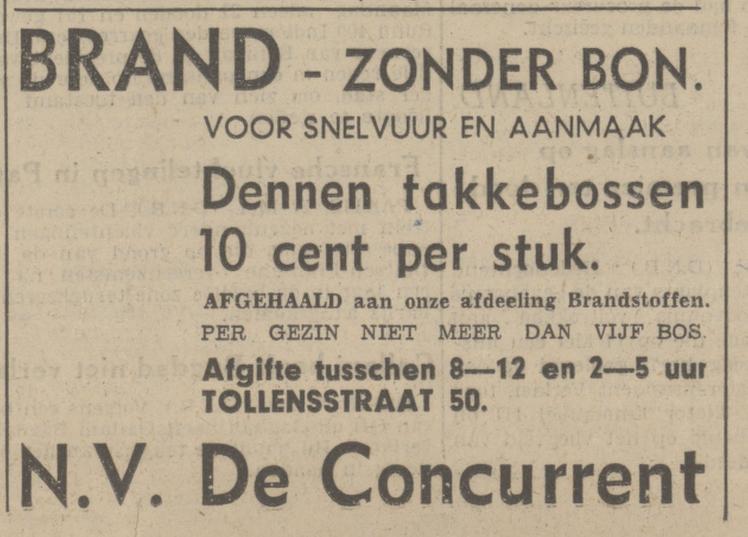 BRAND - ZONDER BON.
VOOR SNELVUUR EN AANMAAK
Dennen takkebossen
10 cent per stuk.
AFGEHAALD aan onze afdeeling Brandstoffen.
PER GEZIN NIET MEER DAN VIJF BOS.
Afgifte tusschen 8—12 en 2—5 uur
TOLLENSSTRAAT 50.
N.V. De Concurrent